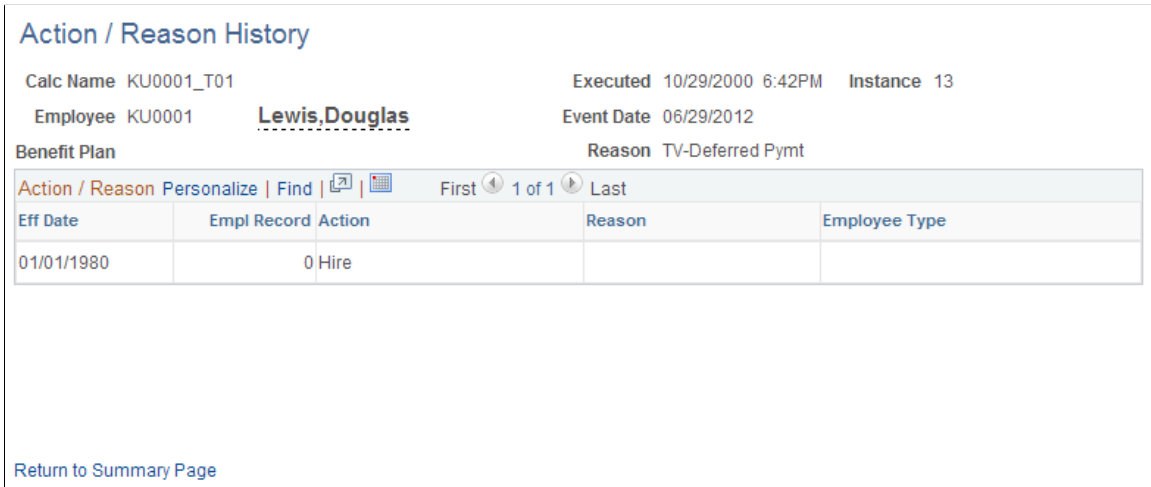 Action / Reason History
Calc Name KU0001_T01 Executed 10/29/2000 6:42PM Instance 13
Employee KU0001 Lewis,Douglas Event Date 06/29/2012
Benefit Plan Reason TV-Deferred Pymt
Action / Reason Personalize | Find | | First 1 of 1 Last
Eff Date Empl Record Action Reason Employee Type
01/01/1980 0 Hire
Return to Summary Page